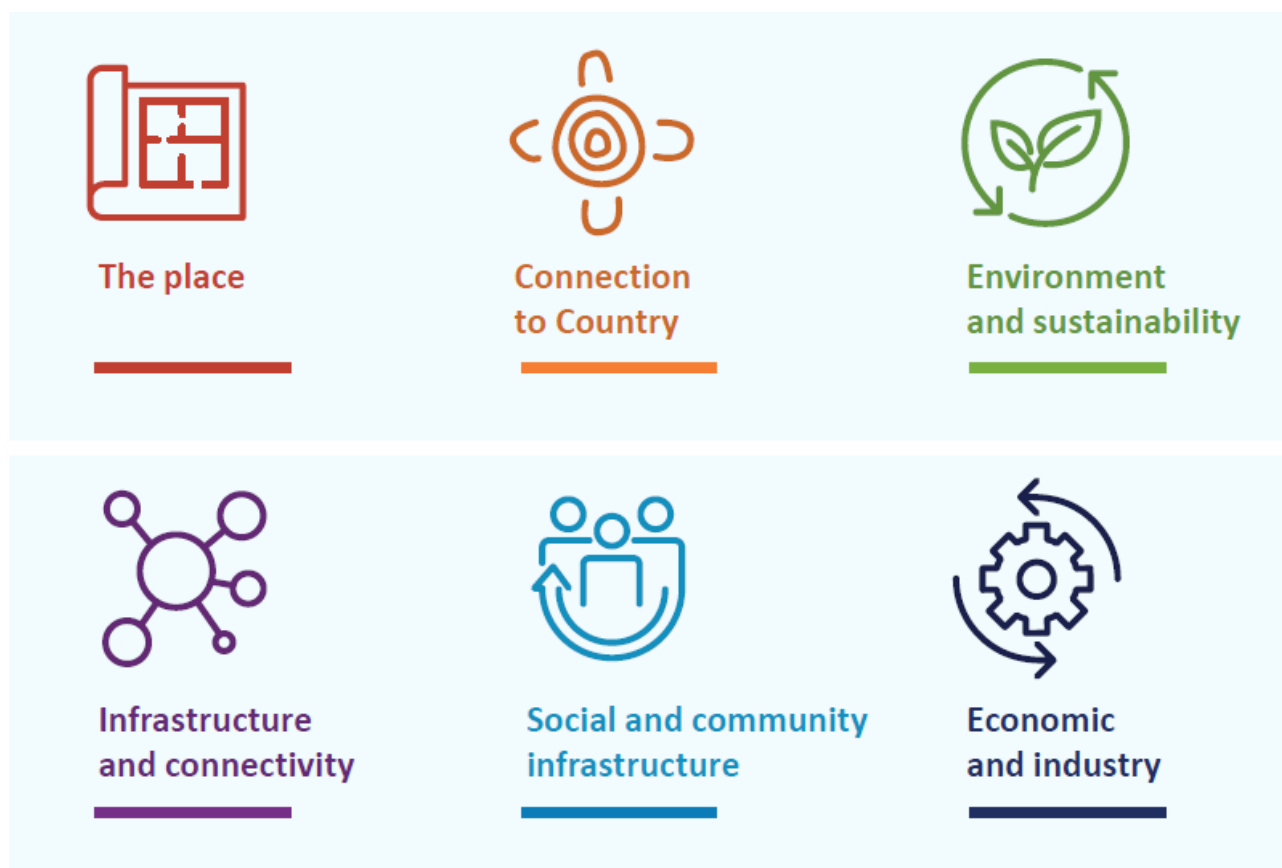 The place
Connection
to Country
Environment
and sustainability
Infrastructure
and connectivity
Social and community
infrastructure
Economic
and industry